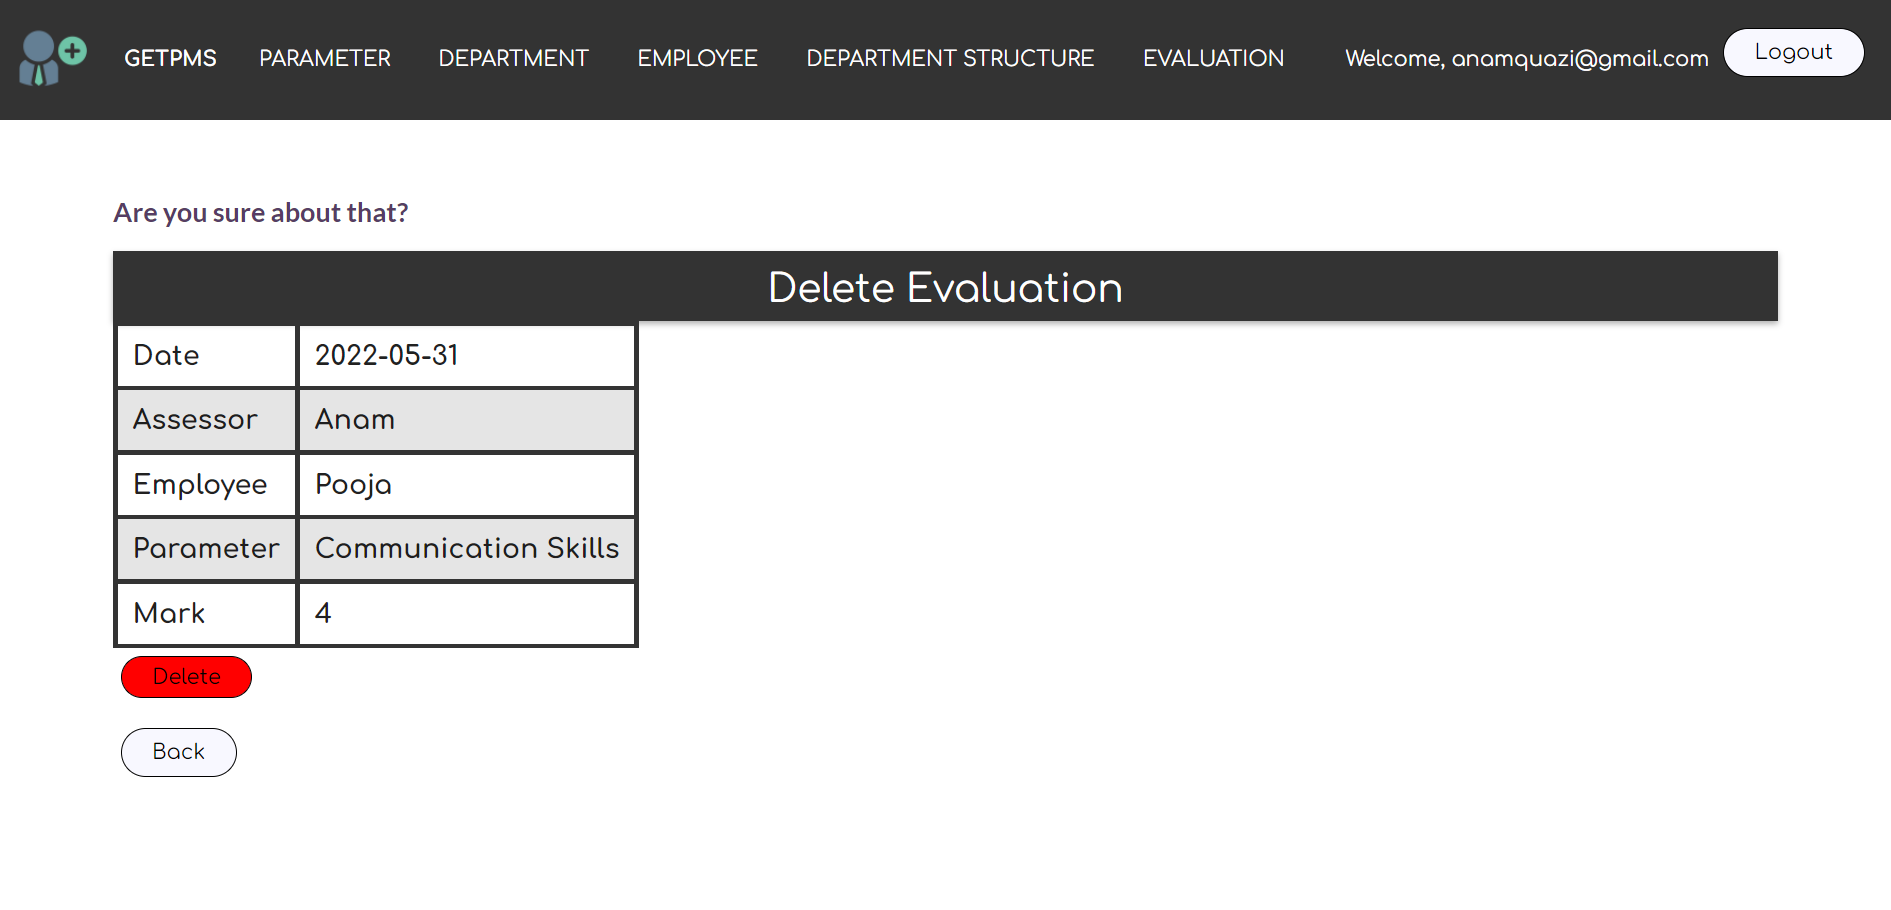 GETPMS PARAMETER DEPARTMENT EMPLOYEE DEPARTMENT STRUCTURE EVALUATION Welcome, anamquazi@gmail.com Logout
Are you sure about that?
Delete Evaluation
Date 2022-05-31
Assessor Anam
Employee Pooja
Parameter Communication Skills
Mark 4
Delete
Back